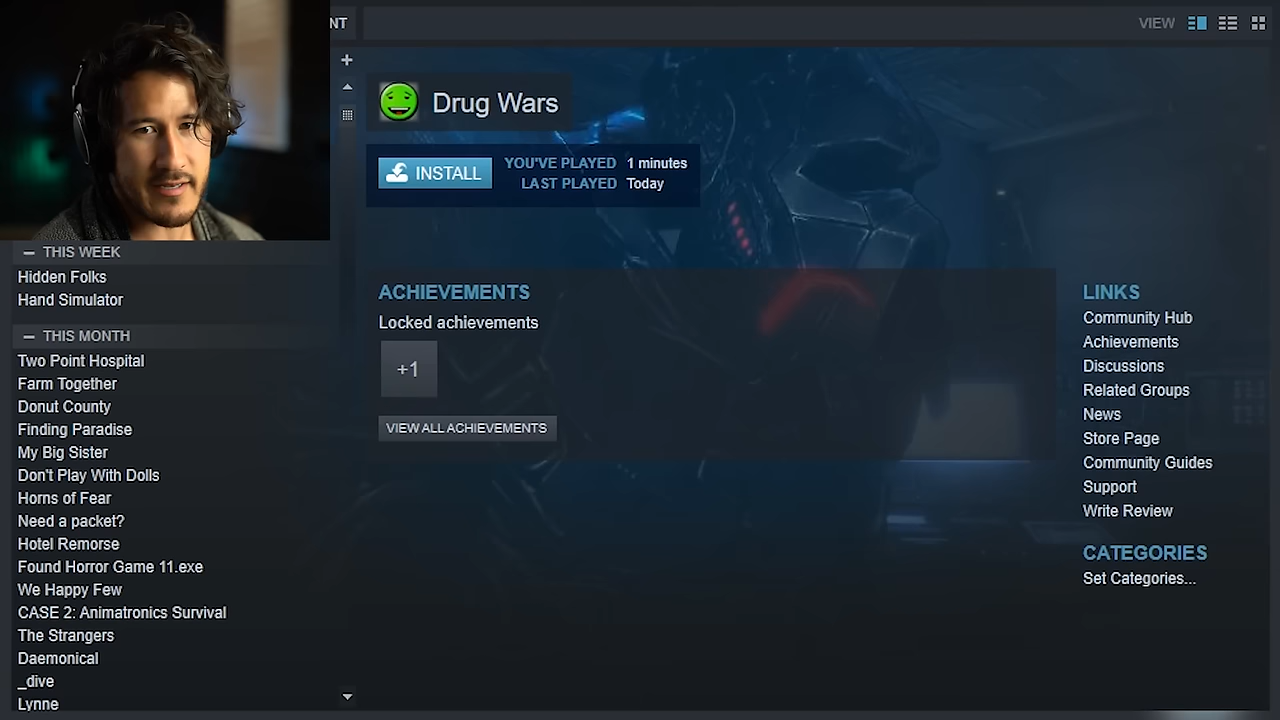 NT
VIEW
Drug Wars
INSTALL
YOU'VE PLAYED 1 minutes
LAST PLAYED Today
THIS WEEK
Hidden Folks
Hand Simulator
THIS MONTH
Two Point Hospital
Farm Together
Donut County
Finding Paradise
My Big Sister
Don't Play With Dolls
Horns of Fear
Need a packet?
Hotel Remorse
Found Horror Game 11.exe
We Happy Few
CASE 2: Animatronics Survival
The Strangers
Daemonical
_dive
Lynne
ACHIEVEMENTS
Locked achievements
+1
VIEW ALL ACHIEVEMENTS
LINKS
Community Hub
Achievements
Discussions
Related Groups
News
Store Page
Community Guides
Support
Write Review
CATEGORIES
Set Categories...